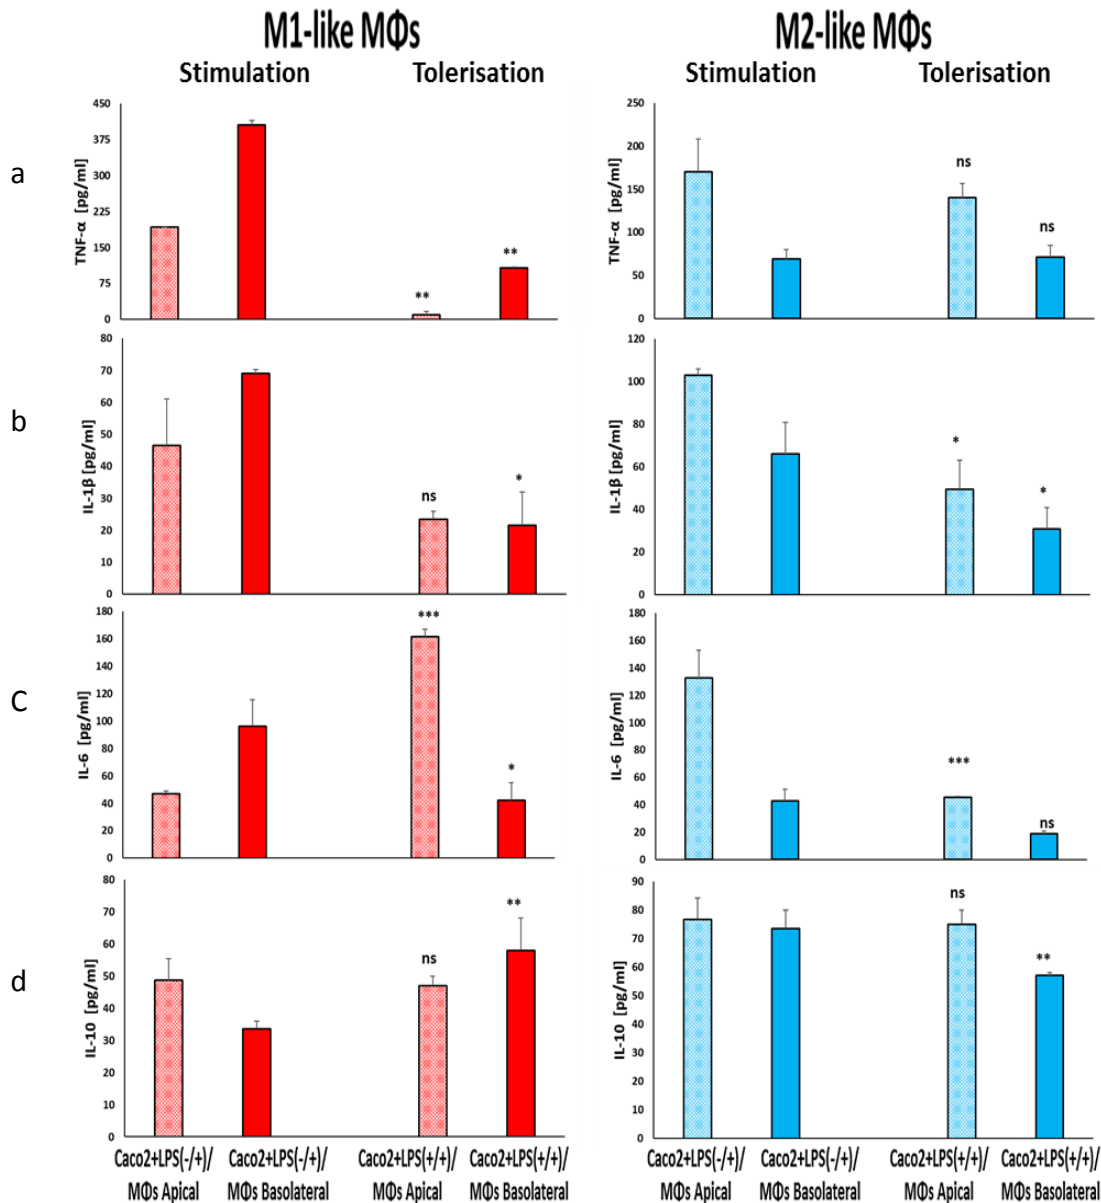 M1-like MΦs
M2-like MΦs
Stimulation
Tolerisation
Stimulation
Tolerisation
a
TNF-α [pg/ml]
450
375
300
225
150
75
0
**
**
TNF-α [pg/ml]
250
200
150
100
50
0
ns
ns
b
IL-1β [pg/ml]
80
70
60
50
40
30
20
10
0
ns
*
IL-1β [pg/ml]
120
100
80
60
40
20
0
*
*
C
IL-6 [pg/ml]
180
160
140
120
100
80
60
40
20
0
***
*
IL-6 [pg/ml]
180
160
140
120
100
80
60
40
20
0
***
ns
d
IL-10 [pg/ml]
80
70
60
50
40
30
20
10
0
ns
**
IL-10 [pg/ml]
90
80
70
60
50
40
30
20
10
0
ns
**
Caco2+LPS(-/+)/
MΦs Apical
Caco2+LPS(-/+)/
MΦs Basolateral
Caco2+LPS(+/+)/
MΦs Apical
Caco2+LPS(+/+)/
MΦs Basolateral
Caco2+LPS(-/+)/
MΦs Apical
Caco2+LPS(-/+)/
MΦs Basolateral
Caco2+LPS(+/+)/
MΦs Apical
Caco2+LPS(+/+)/
MΦs Basolateral